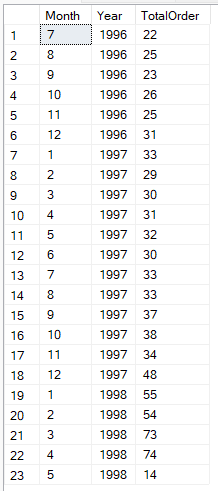 Month Year TotalOrder
1 7 1996 22
2 8 1996 25
3 9 1996 23
4 10 1996 26
5 11 1996 25
6 12 1996 31
7 1 1997 33
8 2 1997 29
9 3 1997 30
10 4 1997 31
11 5 1997 32
12 6 1997 30
13 7 1997 33
14 8 1997 33
15 9 1997 37
16 10 1997 38
17 11 1997 34
18 12 1997 48
19 1 1998 55
20 2 1998 54
21 3 1998 73
22 4 1998 74
23 5 1998 14